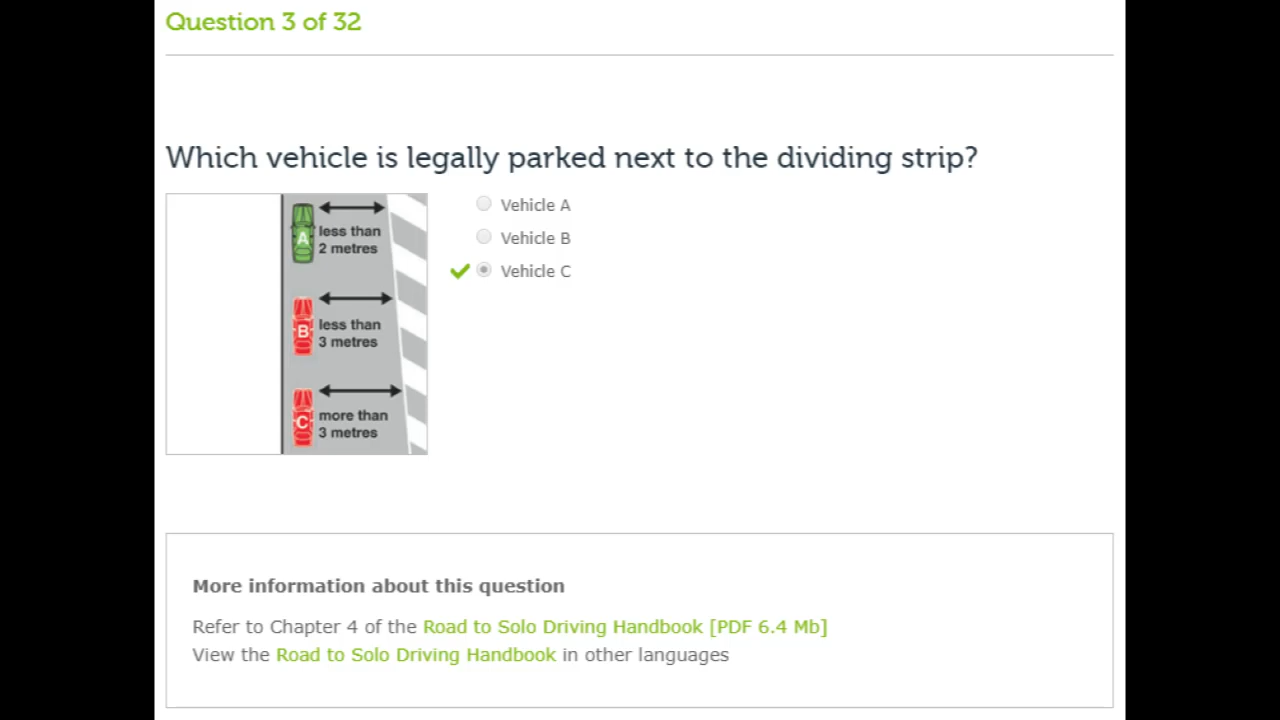 Question 3 of 32
Which vehicle is legally parked next to the dividing strip?
A
less than
2 metres
B
less than
3 metres
C
more than
3 metres
Vehicle A
Vehicle B
Vehicle C
More information about this question
Refer to Chapter 4 of the Road to Solo Driving Handbook [PDF 6.4 Mb]
View the Road to Solo Driving Handbook in other languages